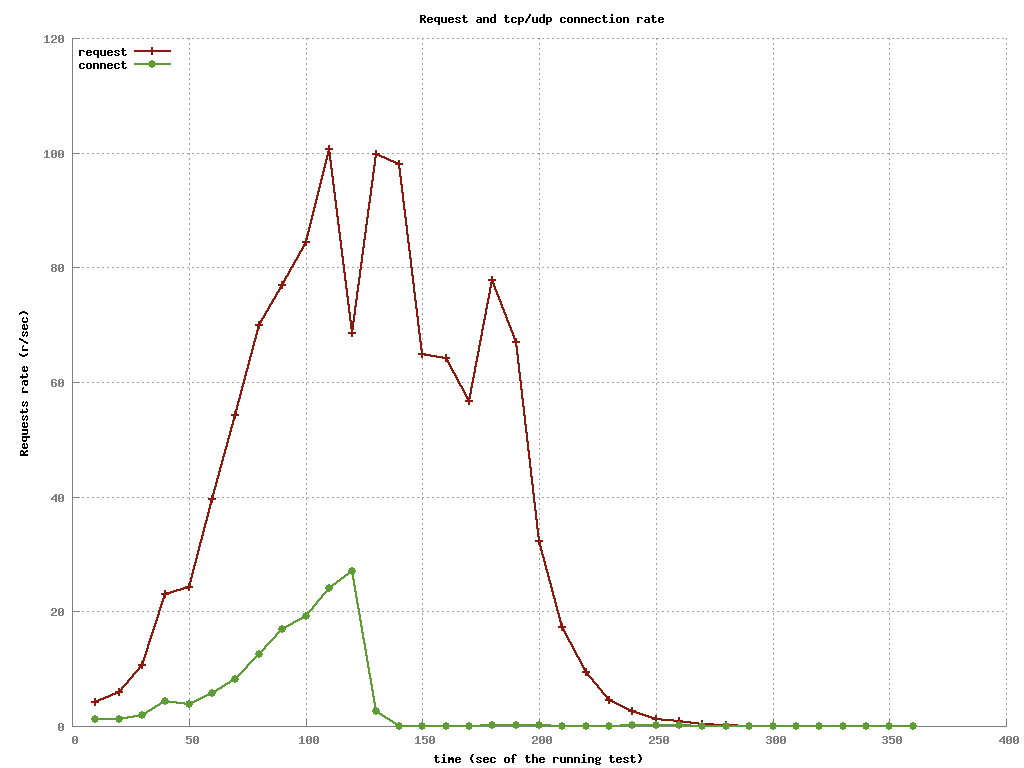 Request and tcp/udp connection rate
120
request
connect
100
80
Requests rate (r/sec)
60
40
20
0
0 50 100 150 200 250 300 350 400
time (sec of the running test)